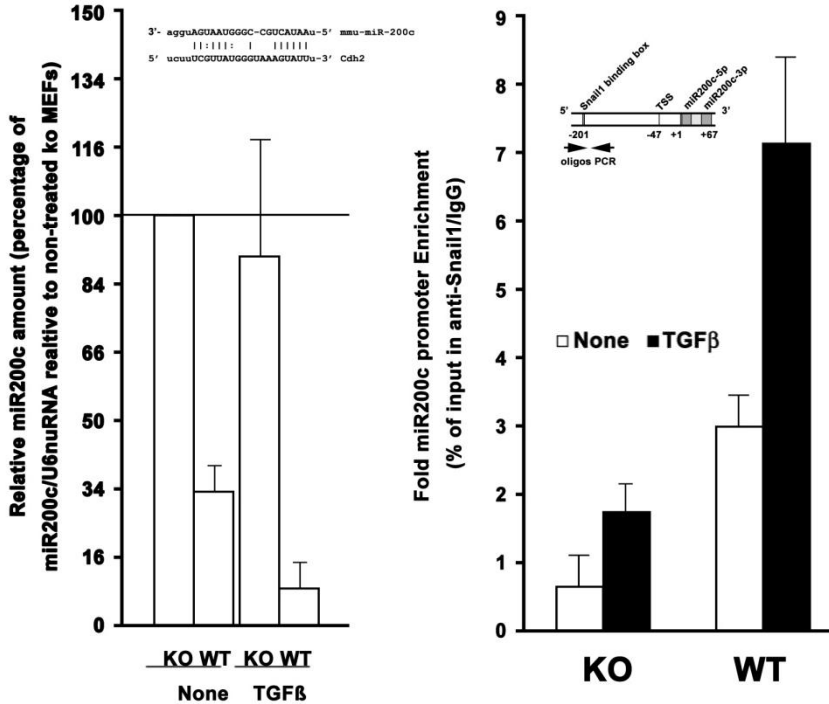 Relative miR200c amount (percentage of
miR200c/U6nuRNA realtive to non-treated ko MEFs)
3'- agguAGUAAUGGGC-CGUCAUAAu-5' mmu-miR-200c
5' ucuuUCGUUAUGGGUAAAGUAUUu-3' Cdh2
150
134
116
100
84
66
50
34
16
0
KO WT KO WT
None TGFß
Fold miR200c promoter Enrichment
(% of input in anti-Snail1/IgG)
9
8
7
6
5
4
3
2
1
0
Snail1 binding box
TSS
miR200c-5p
miR200c-3p
5' 3'
-201 -47 +1 +67
oligos PCR
None TGFβ
KO WT